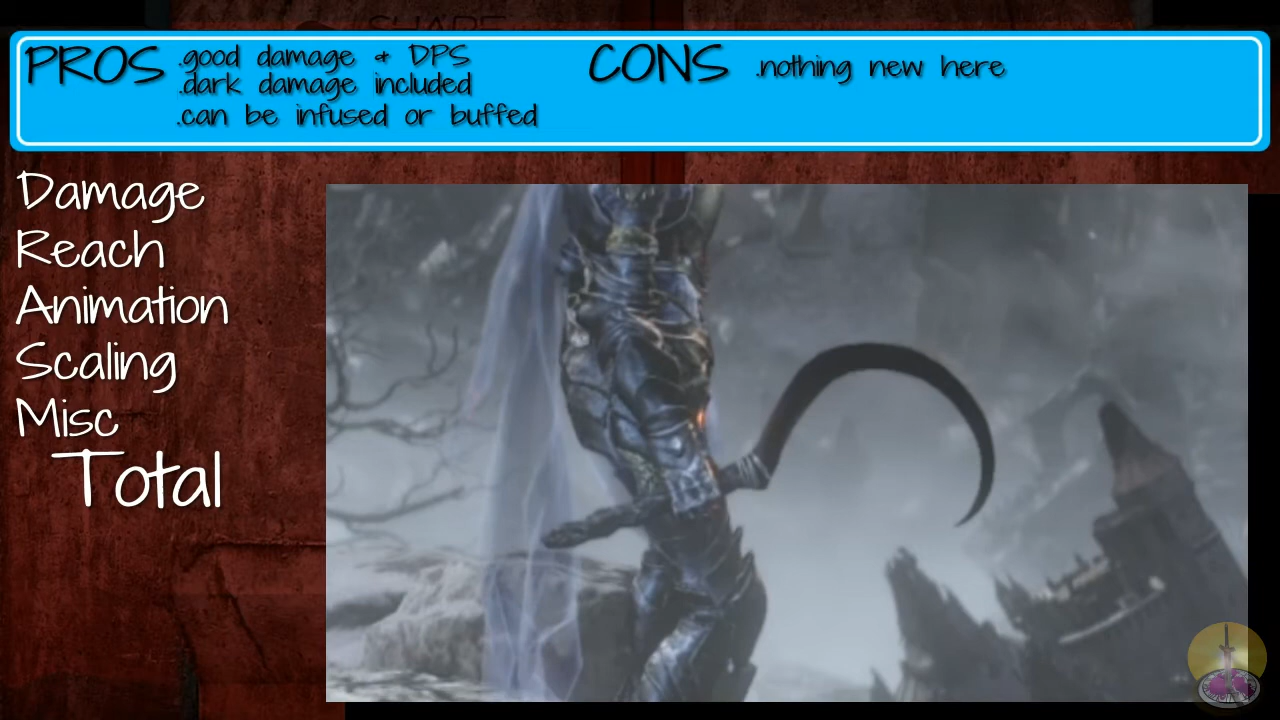 SHARE
PROS
.good damage & DPS
.dark damage included
.can be infused or buffed
CONS
.nothing new here
Damage
Reach
Animation
Scaling
Misc
Total